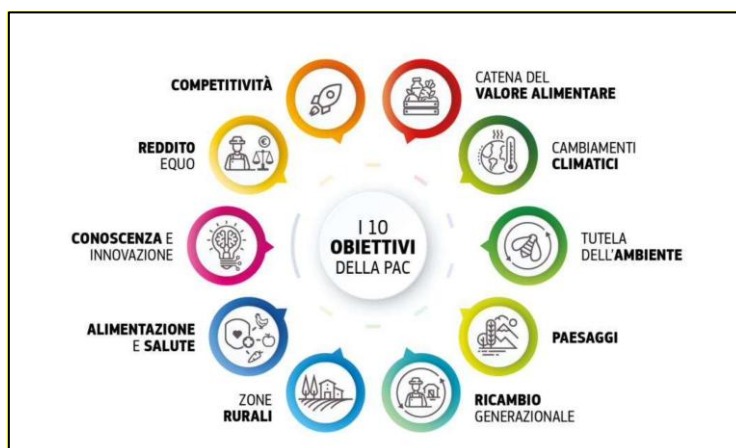 COMPETITIVITÀ
CATENA DEL
VALORE ALIMENTARE
REDDITO
EQUO
CAMBIAMENTI
CLIMATICI
CONOSCENZA E
INNOVAZIONE
I 10
OBIETTIVI
DELLA PAC
TUTELA
DELL'AMBIENTE
ALIMENTAZIONE
E SALUTE
PAESAGGI
ZONE
RURALI
RICAMBIO
GENERAZIONALE